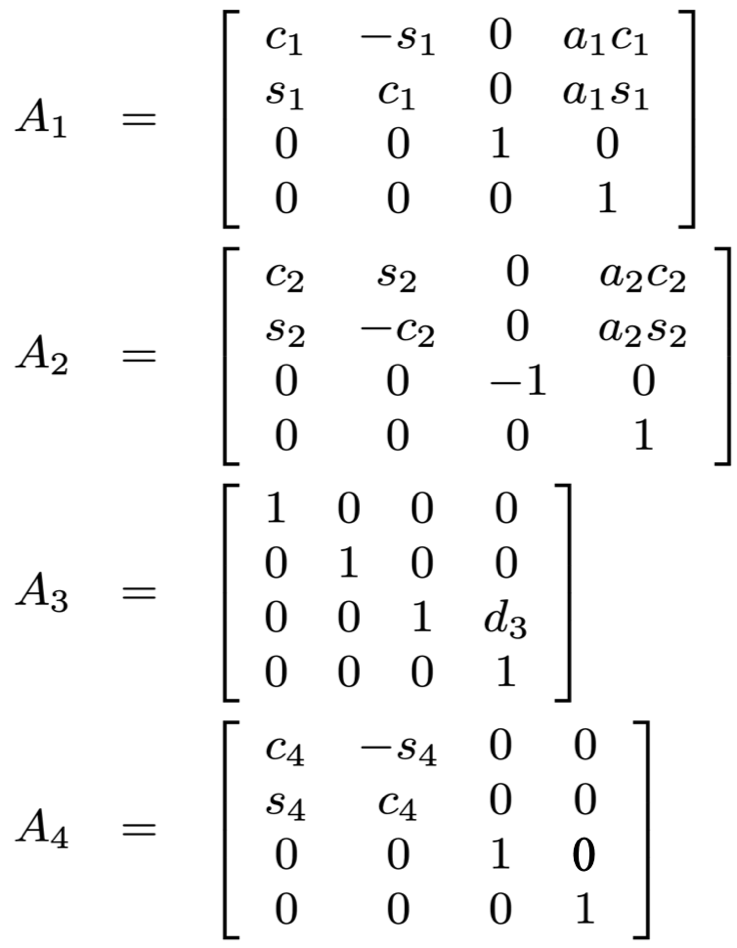 c₁ −s₁ 0 a₁c₁
s₁ c₁ 0 a₁s₁
A₁ =
0 0 1 0
0 0 0 1
c₂ s₂ 0 a₂c₂
s₂ −c₂ 0 a₂s₂
A₂ =
0 0 −1 0
0 0 0 1
1 0 0 0
0 1 0 0
A₃ =
0 0 1 d₃
0 0 0 1
c₄ −s₄ 0 0
s₄ c₄ 0 0
A₄ =
0 0 1 0
0 0 0 1